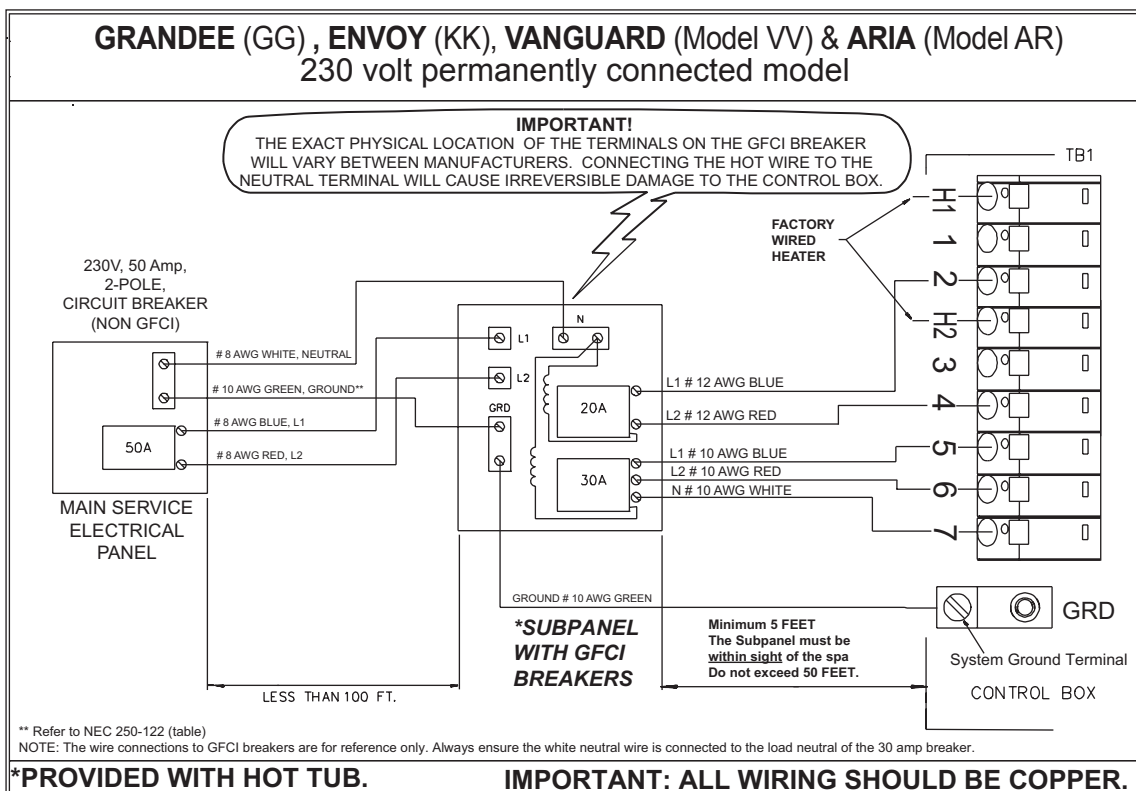 GRANDEE (GG) , ENVOY (KK), VANGUARD (Model VV) & ARIA (Model AR)
230 volt permanently connected model
IMPORTANT!
THE EXACT PHYSICAL LOCATION OF THE TERMINALS ON THE GFCI BREAKER
WILL VARY BETWEEN MANUFACTURERS. CONNECTING THE HOT WIRE TO THE
NEUTRAL TERMINAL WILL CAUSE IRREVERSIBLE DAMAGE TO THE CONTROL BOX.
TB1
FACTORY
WIRED
HEATER
H1
1
2
H2
3
4
5
6
7
230V, 50 Amp,
2-POLE,
CIRCUIT BREAKER
(NON GFCI)
# 8 AWG WHITE, NEUTRAL
# 10 AWG GREEN, GROUND**
# 8 AWG BLUE, L1
# 8 AWG RED, L2
50A
MAIN SERVICE
ELECTRICAL
PANEL
L1
L2
N
GRD
20A
30A
L1 # 12 AWG BLUE
L2 # 12 AWG RED
L1 # 10 AWG BLUE
L2 # 10 AWG RED
N # 10 AWG WHITE
GROUND # 10 AWG GREEN
*SUBPANEL
WITH GFCI
BREAKERS
Minimum 5 FEET
The Subpanel must be
within sight of the spa
Do not exceed 50 FEET.
GRD
System Ground Terminal
CONTROL BOX
LESS THAN 100 FT.
** Refer to NEC 250-122 (table)
NOTE: The wire connections to GFCI breakers are for reference only. Always ensure the white neutral wire is connected to the load neutral of the 30 amp breaker.
*PROVIDED WITH HOT TUB.
IMPORTANT: ALL WIRING SHOULD BE COPPER.